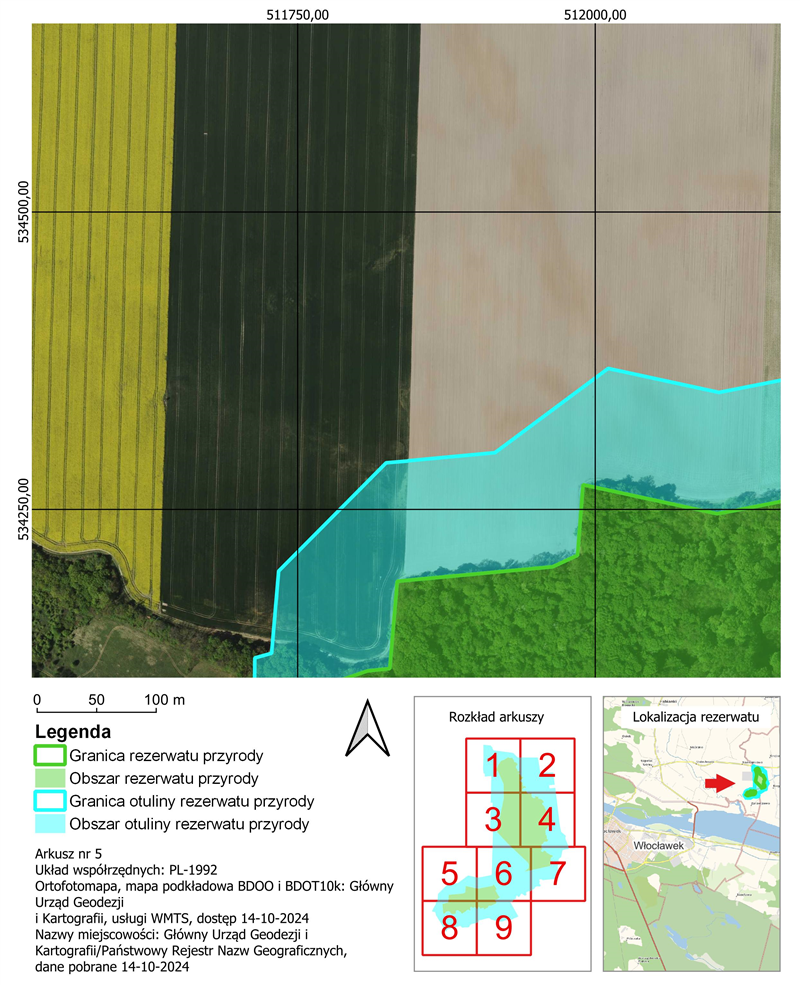 511750,00
512000,00
534500,00
534250,00
0 50 100 m
Legenda
Granica rezerwatu przyrody
Obszar rezerwatu przyrody
Granica otuliny rezerwatu przyrody
Obszar otuliny rezerwatu przyrody
Arkusz nr 5
Układ współrzędnych: PL-1992
Ortofotomapa, mapa podkładowa BDOO i BDOT10k: Główny
Urząd Geodezji
i Kartografii, usługi WMTS, dostęp 14-10-2024
Nazwy miejscowości: Główny Urząd Geodezji i
Kartografii/Państwowy Rejestr Nazw Geograficznych,
dane pobrane 14-10-2024
Rozkład arkuszy
1 2
3 4
5 6 7
8 9
Lokalizacja rezerwatu
Włocławek